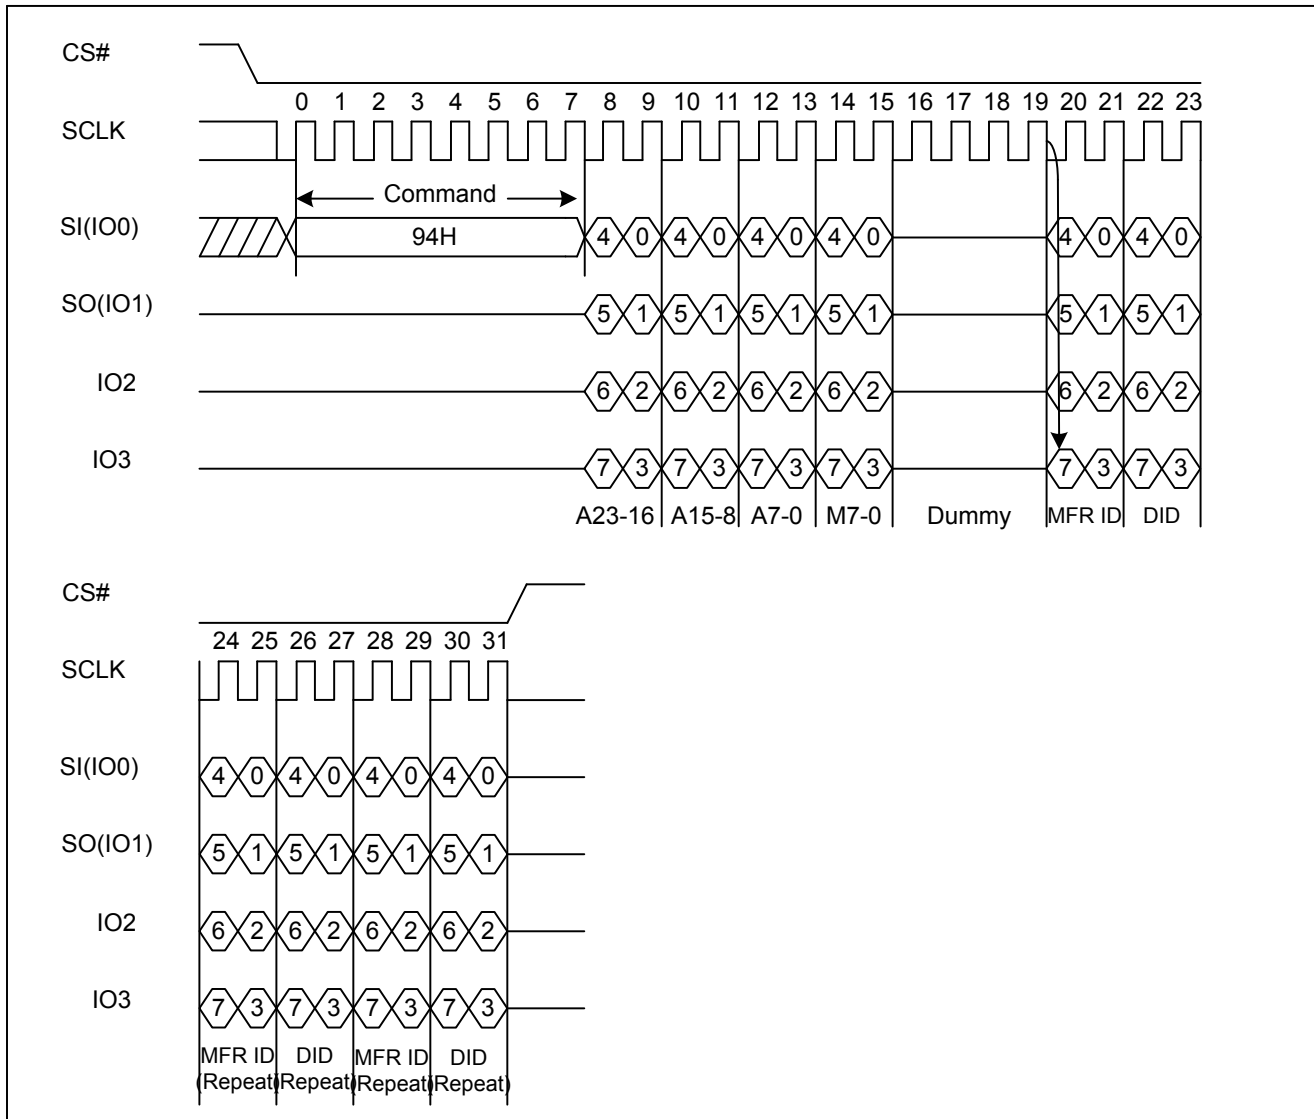 CS#
0 1 2 3 4 5 6 7 8 9 10 11 12 13 14 15 16 17 18 19 20 21 22 23
SCLK
Command
SI(IO0) 94H 4 0 4 0 4 0 4 0 4 0 4 0
SO(IO1) 5 1 5 1 5 1 5 1 5 1 5 1
IO2 6 2 6 2 6 2 6 2 6 2 6 2
IO3 7 3 7 3 7 3 7 3 7 3 7 3
A23-16 A15-8 A7-0 M7-0 Dummy MFR ID DID
CS#
24 25 26 27 28 29 30 31
SCLK
SI(IO0) 4 0 4 0 4 0 4 0
SO(IO1) 5 1 5 1 5 1 5 1
IO2 6 2 6 2 6 2 6 2
IO3 7 3 7 3 7 3 7 3
MFR ID DID MFR ID DID
(Repeat) (Repeat) (Repeat) (Repeat)